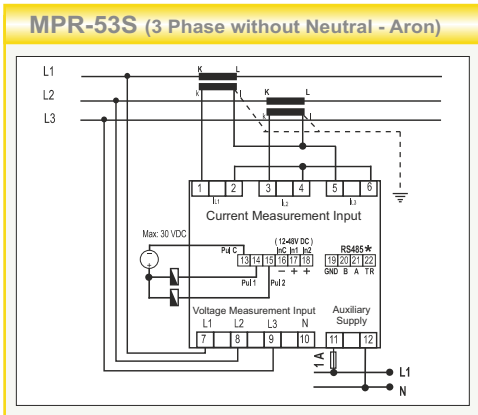 MPR-53S (3 Phase without Neutral - Aron)
L1
K L
L2
K L
k l
L3
k l
1 2 3 4 5 6
IL1 IL2 IL3
Current Measurement Input
Max: 30 VDC
( 12-48V DC )
RS485*
Pul C
InC In1 In2
13 14 15 16 17 18 19 20 21 22
− + +
GND B A TR
Pul 1
Pul 2
Voltage Measurement Input
Auxiliary
Supply
L1 L2 L3 N
7 8 9 10 11 12
1 A
L1
N